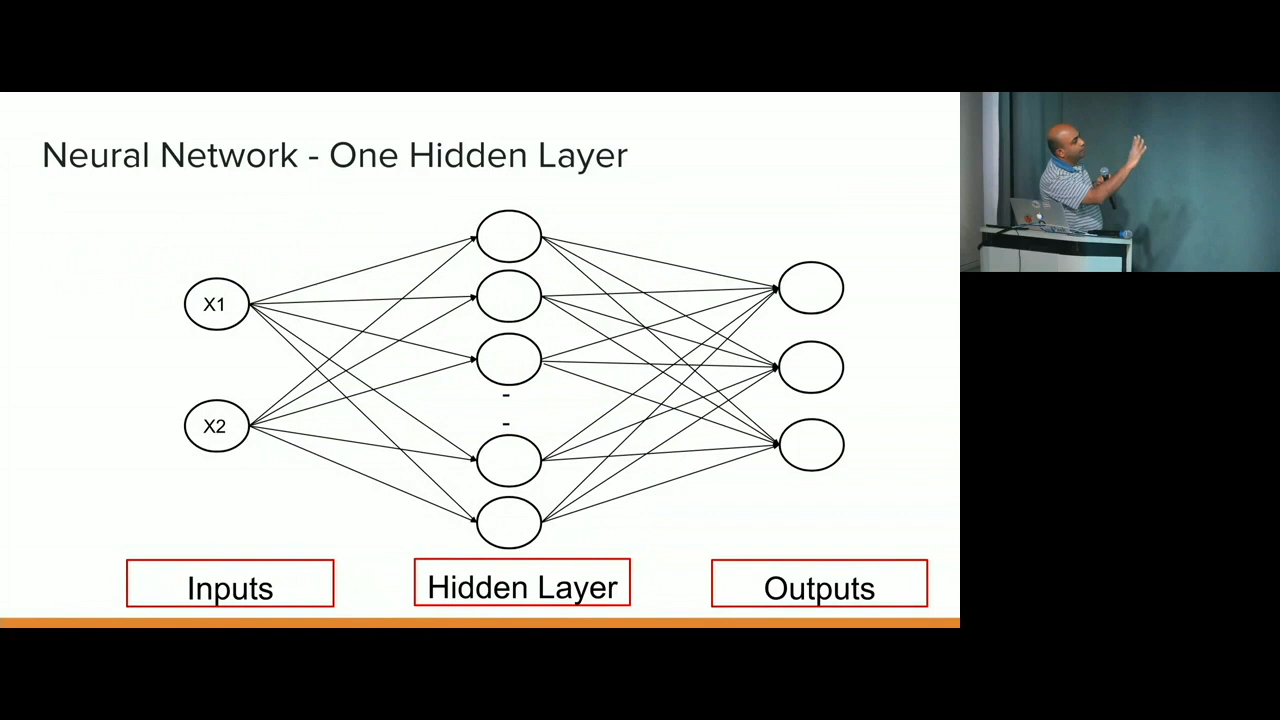 Neural Network - One Hidden Layer
X1
X2
-
-
Inputs
Hidden Layer
Outputs